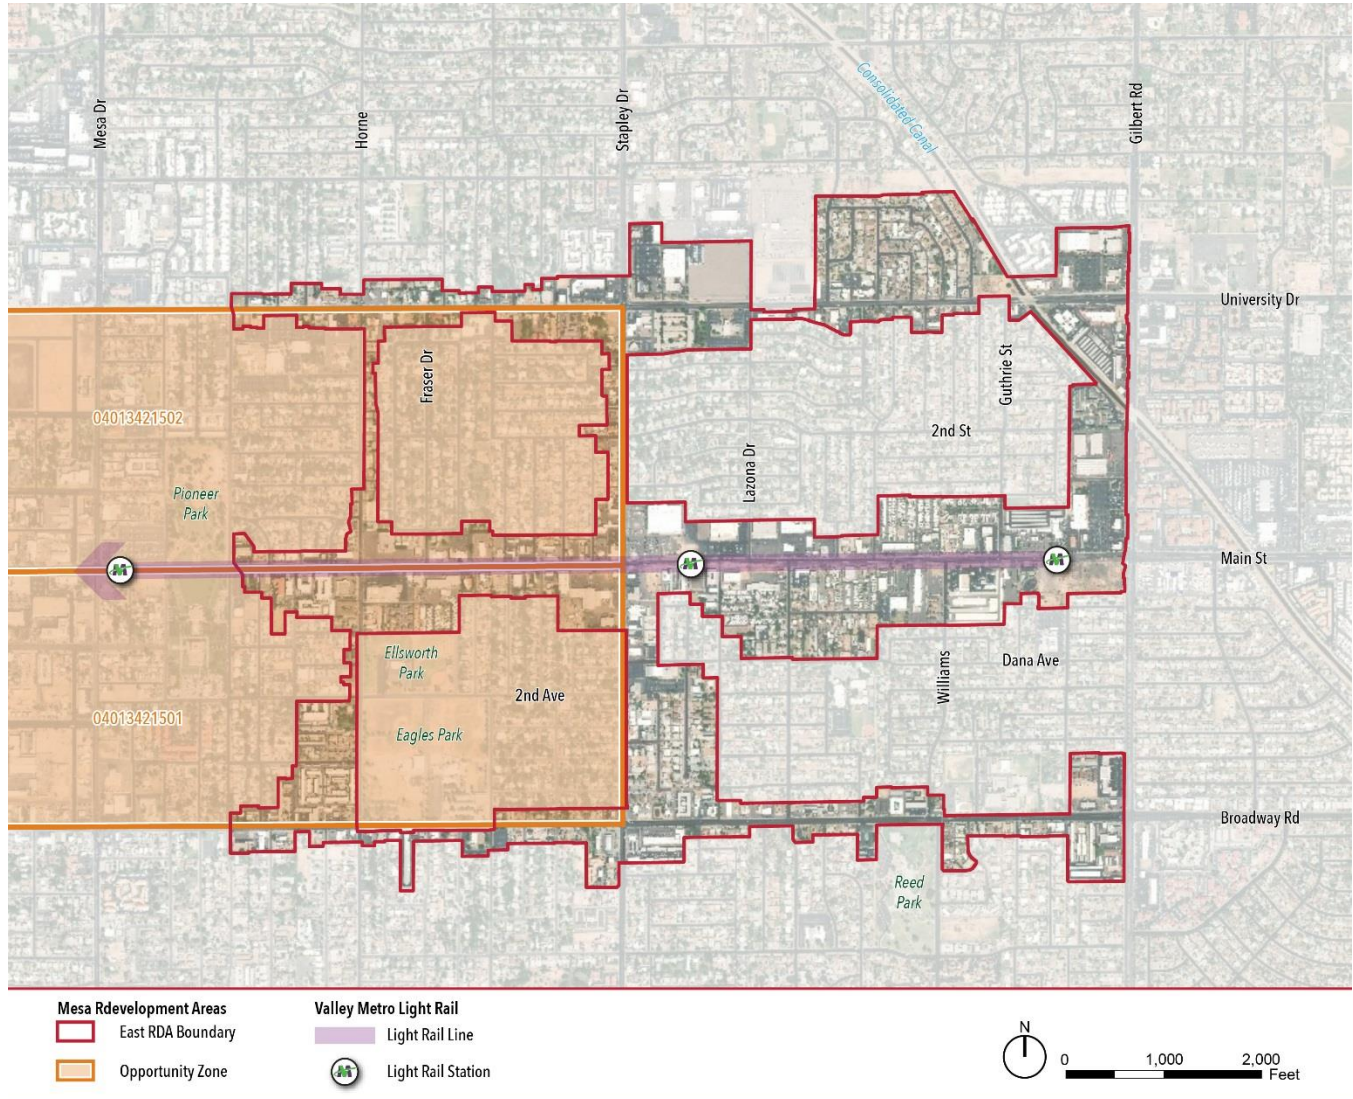 Mesa Dr
Horne
Stapley Dr
Consolidated Canal
Gilbert Rd
University Dr
Fraser Dr
Guthrie St
04013421502
2nd St
Lazona Dr
Pioneer
Park
Main St
Ellsworth
Park
Dana Ave
Williams
2nd Ave
04013421501
Eagles Park
Broadway Rd
Reed
Park
Mesa Rdevelopment Areas
East RDA Boundary
Opportunity Zone
Valley Metro Light Rail
Light Rail Line
Light Rail Station
N
0 1,000 2,000
Feet